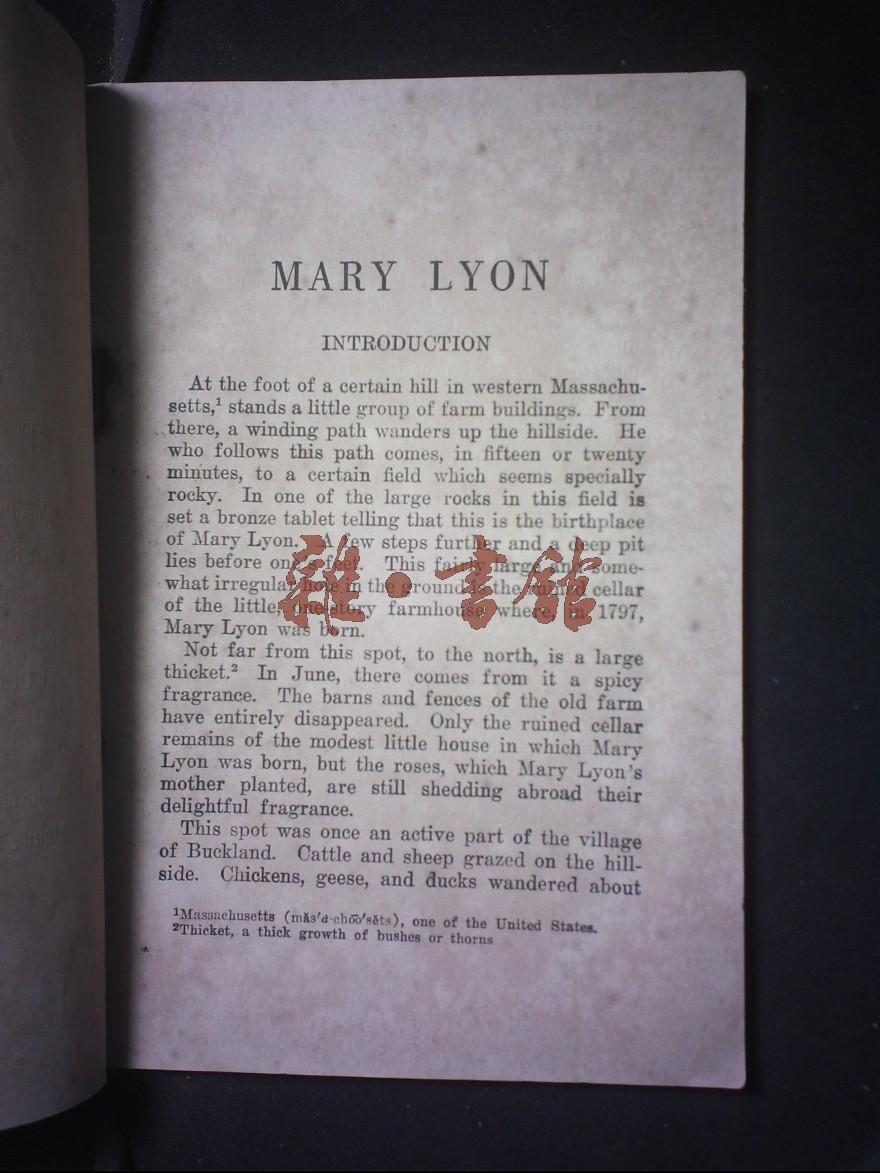 MARY LYON
INTRODUCTION
At the foot of a certain hill in western Massachu-
setts,¹ stands a little group of farm buildings. From
there, a winding path wanders up the hillside. He
who follows this path comes, in fifteen or twenty
minutes, to a certain field which seems specially
rocky. In one of the large rocks in this field is
set a bronze tablet telling that this is the birthplace
of Mary Lyon. A few steps further and a deep pit
lies before one's feet. This fairly large and some-
what irregular hole in the ground is the ruined cellar
of the little, one-story farmhouse where, in 1797,
Mary Lyon was born.
Not far from this spot, to the north, is a large
thicket.² In June, there comes from it a spicy
fragrance. The barns and fences of the old farm
have entirely disappeared. Only the ruined cellar
remains of the modest little house in which Mary
Lyon was born, but the roses, which Mary Lyon's
mother planted, are still shedding abroad their
delightful fragrance.
This spot was once an active part of the village
of Buckland. Cattle and sheep grazed on the hill-
side. Chickens, geese, and ducks wandered about
¹Massachusetts (măs′ȧ-cho͞o′sĕts), one of the United States.
²Thicket, a thick growth of bushes or thorns
雜·書館